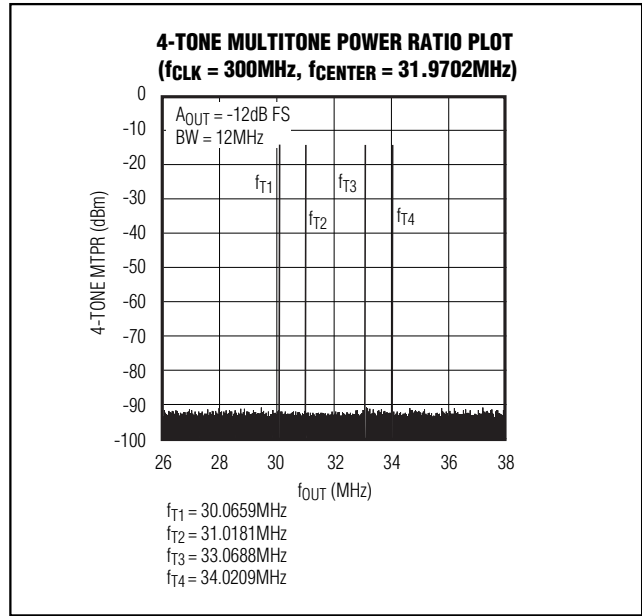 4-TONE MULTITONE POWER RATIO PLOT
(fCLK = 300MHz, fCENTER = 31.9702MHz)
AOUT = -12dB FS
BW = 12MHz
0
-10
-20
-30
-40
-50
-60
-70
-80
-90
-100
4-TONE MTPR (dBm)
fT1
fT2
fT3
fT4
26 28 30 32 34 36 38
fOUT (MHz)
fT1 = 30.0659MHz
fT2 = 31.0181MHz
fT3 = 33.0688MHz
fT4 = 34.0209MHz